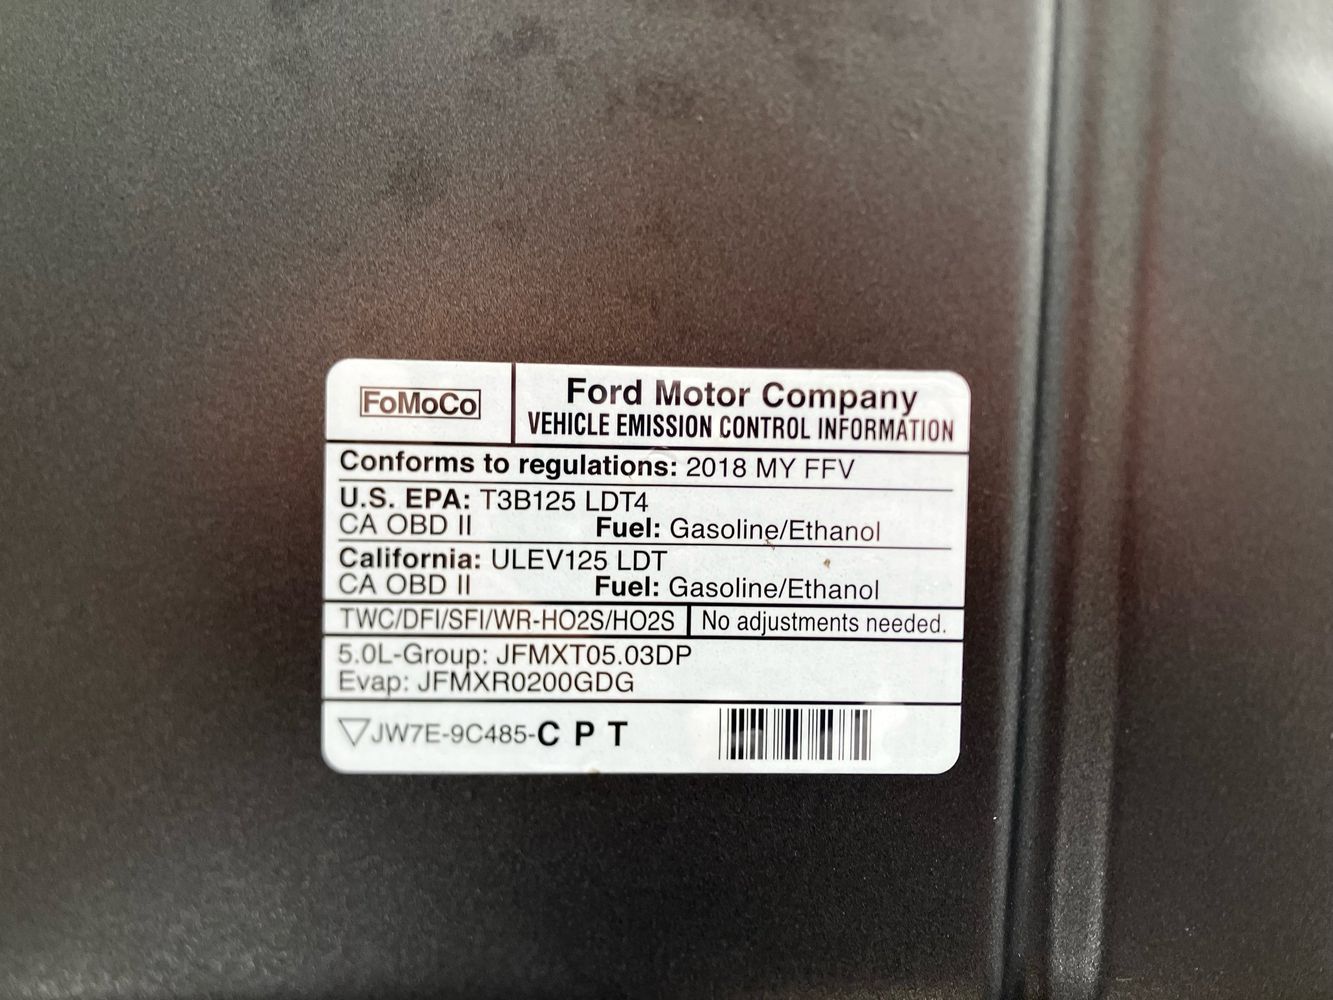 FoMoCo
Ford Motor Company
VEHICLE EMISSION CONTROL INFORMATION
Conforms to regulations: 2018 MY FFV
U.S. EPA: T3B125 LDT4
CA OBD II Fuel: Gasoline/Ethanol
California: ULEV125 LDT
CA OBD II Fuel: Gasoline/Ethanol
TWC/DFI/SFI/WR-HO2S/HO2S No adjustments needed.
5.0L-Group: JFMXT05.03DP
Evap: JFMXR0200GDG
JW7E-9C485-C P T